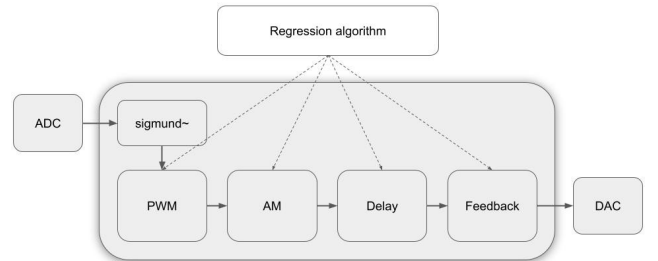 Regression algorithm
ADC
sigmund~
PWM
AM
Delay
Feedback
DAC